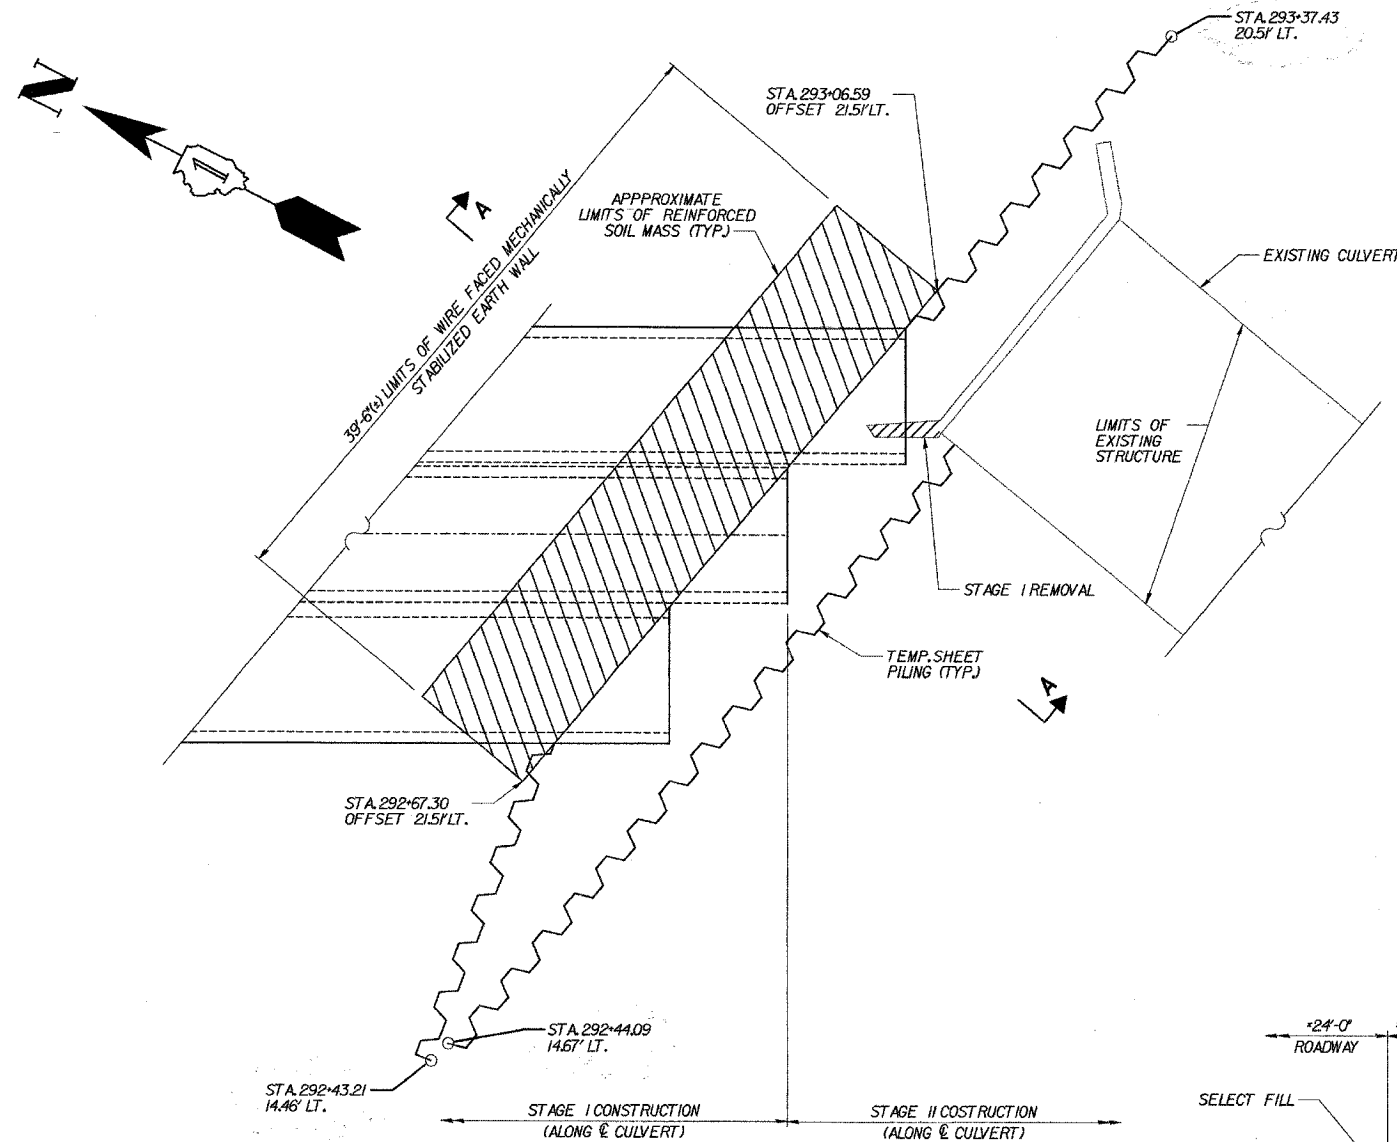 STA. 293+37.43
20.51' LT.
N
STA. 293+06.59
OFFSET 21.51' LT.
APPPROXIMATE
LIMITS OF REINFORCED
SOIL MASS (TYP.)
A
39'-6"(±) LIMITS OF WIRE FACED MECHANICALLY
STABILIZED EARTH WALL
EXISTING CULVERT
LIMITS OF
EXISTING
STRUCTURE
STAGE I REMOVAL
TEMP. SHEET
PILING (TYP.)
A
STA. 292+67.30
OFFSET 21.51' LT.
STA. 292+44.09
14.67' LT.
STA. 292+43.21
14.46' LT.
±24'-0"
ROADWAY
SELECT FILL
STAGE I CONSTRUCTION
(ALONG ℄ CULVERT)
STAGE II COSTRUCTION
(ALONG ℄ CULVERT)